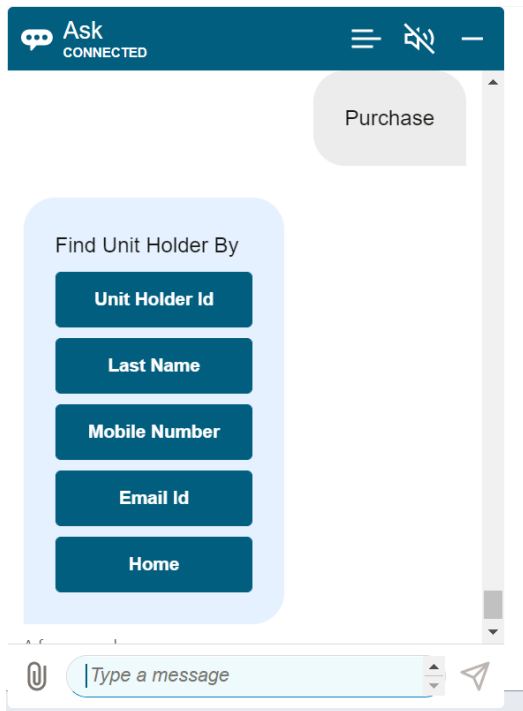 Ask
CONNECTED
Purchase
Find Unit Holder By
Unit Holder Id
Last Name
Mobile Number
Email Id
Home
Type a message